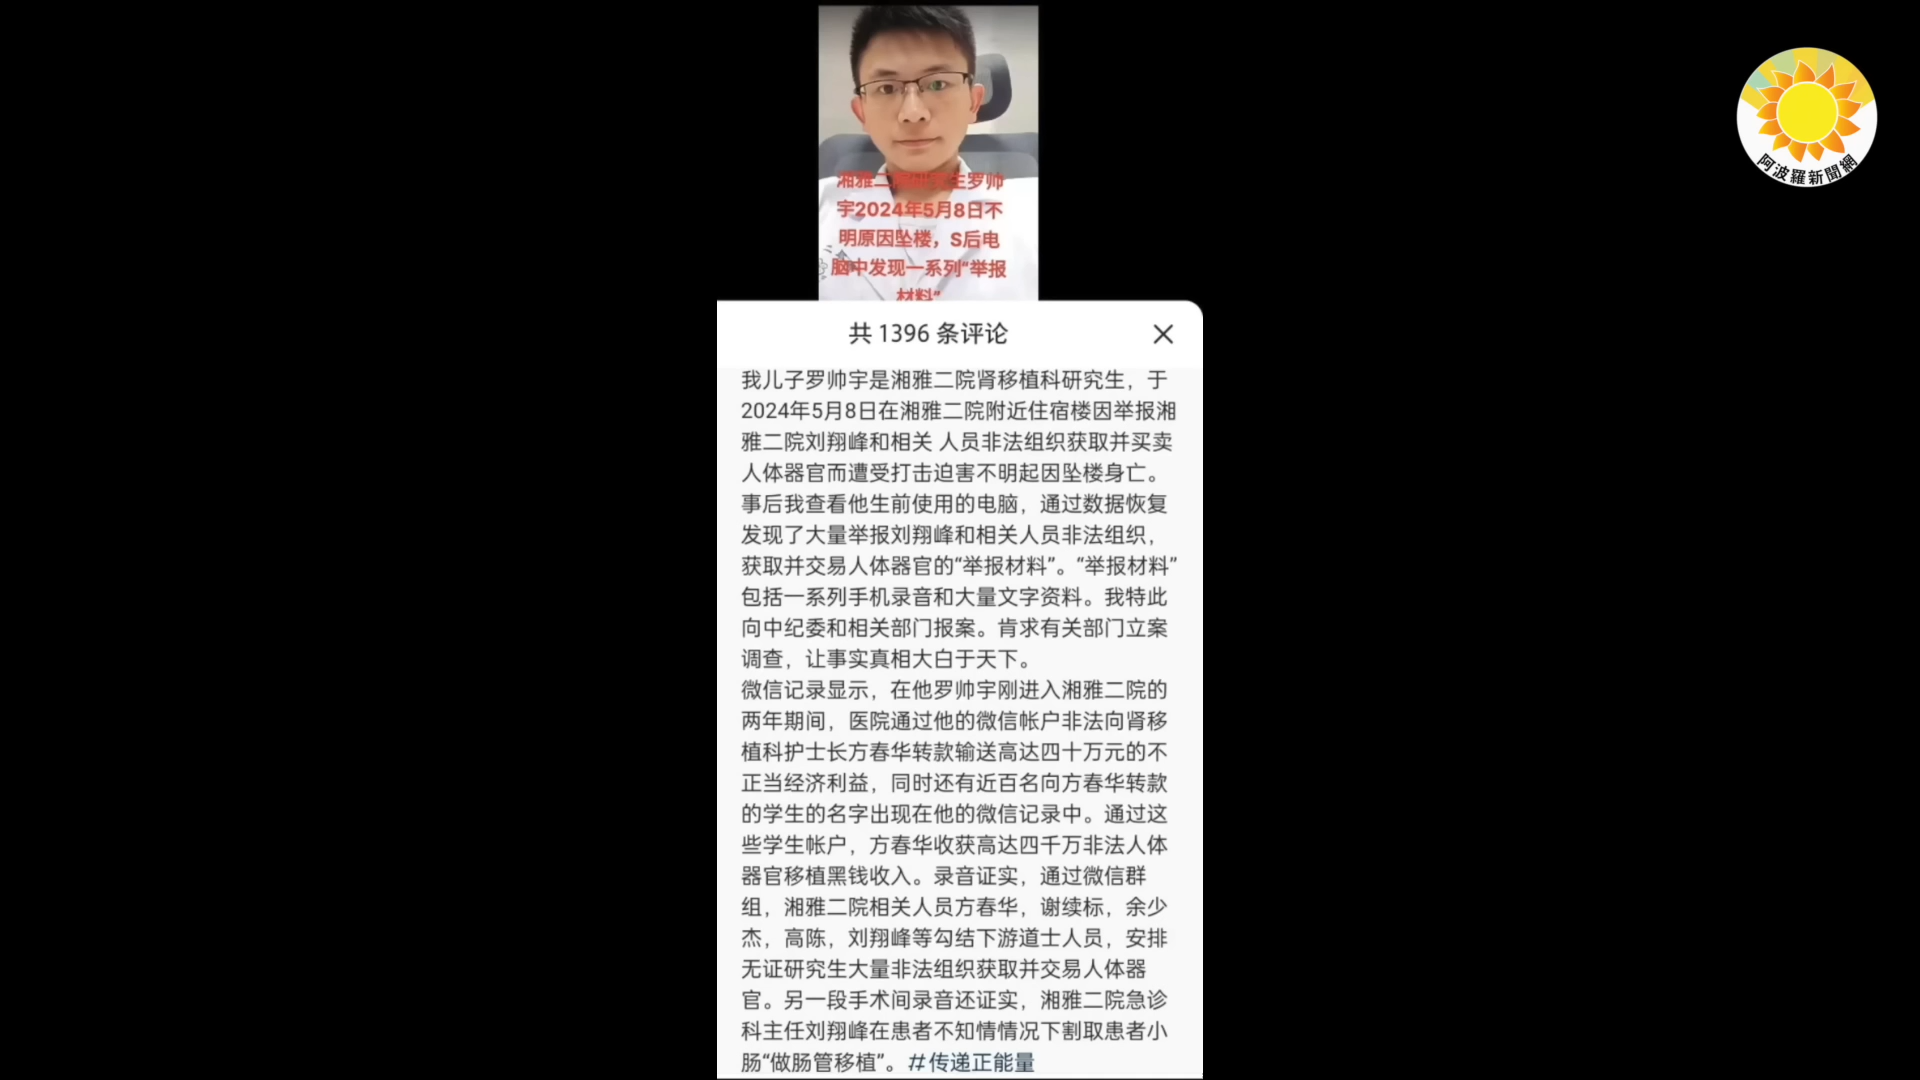 湘雅二院研究生罗帅
宇2024年5月8日不
明原因坠楼，S后电
脑中发现一系列“举报
材料”
阿波羅新聞網
共 1396 条评论
我儿子罗帅宇是湘雅二院肾移植科研究生，于
2024年5月8日在湘雅二院附近住宿楼因举报湘
雅二院刘翔峰和相关 人员非法组织获取并买卖
人体器官而遭受打击迫害不明起因坠楼身亡。
事后我查看他生前使用的电脑，通过数据恢复
发现了大量举报刘翔峰和相关人员非法组织，
获取并交易人体器官的“举报材料”。“举报材料”
包括一系列手机录音和大量文字资料。我特此
向中纪委和相关部门报案。肯求有关部门立案
调查，让事实真相大白于天下。
微信记录显示，在他罗帅宇刚进入湘雅二院的
两年期间，医院通过他的微信帐户非法向肾移
植科护士长方春华转款输送高达四十万元的不
正当经济利益，同时还有近百名向方春华转款
的学生的名字出现在他的微信记录中。通过这
些学生帐户，方春华收获高达四千万非法人体
器官移植黑钱收入。录音证实，通过微信群
组，湘雅二院相关人员方春华，谢续标，余少
杰，高陈，刘翔峰等勾结下游道士人员，安排
无证研究生大量非法组织获取并交易人体器
官。另一段手术间录音还证实，湘雅二院急诊
科主任刘翔峰在患者不知情情况下割取患者小
肠“做肠管移植”。#传递正能量